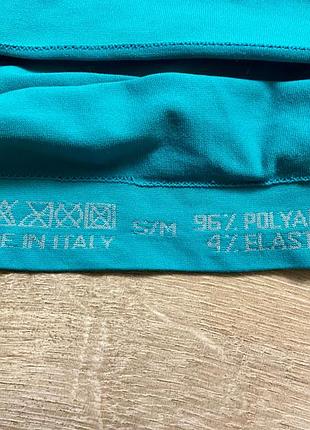 S/M 96% POLYA
E IN ITALY 4% ELAST